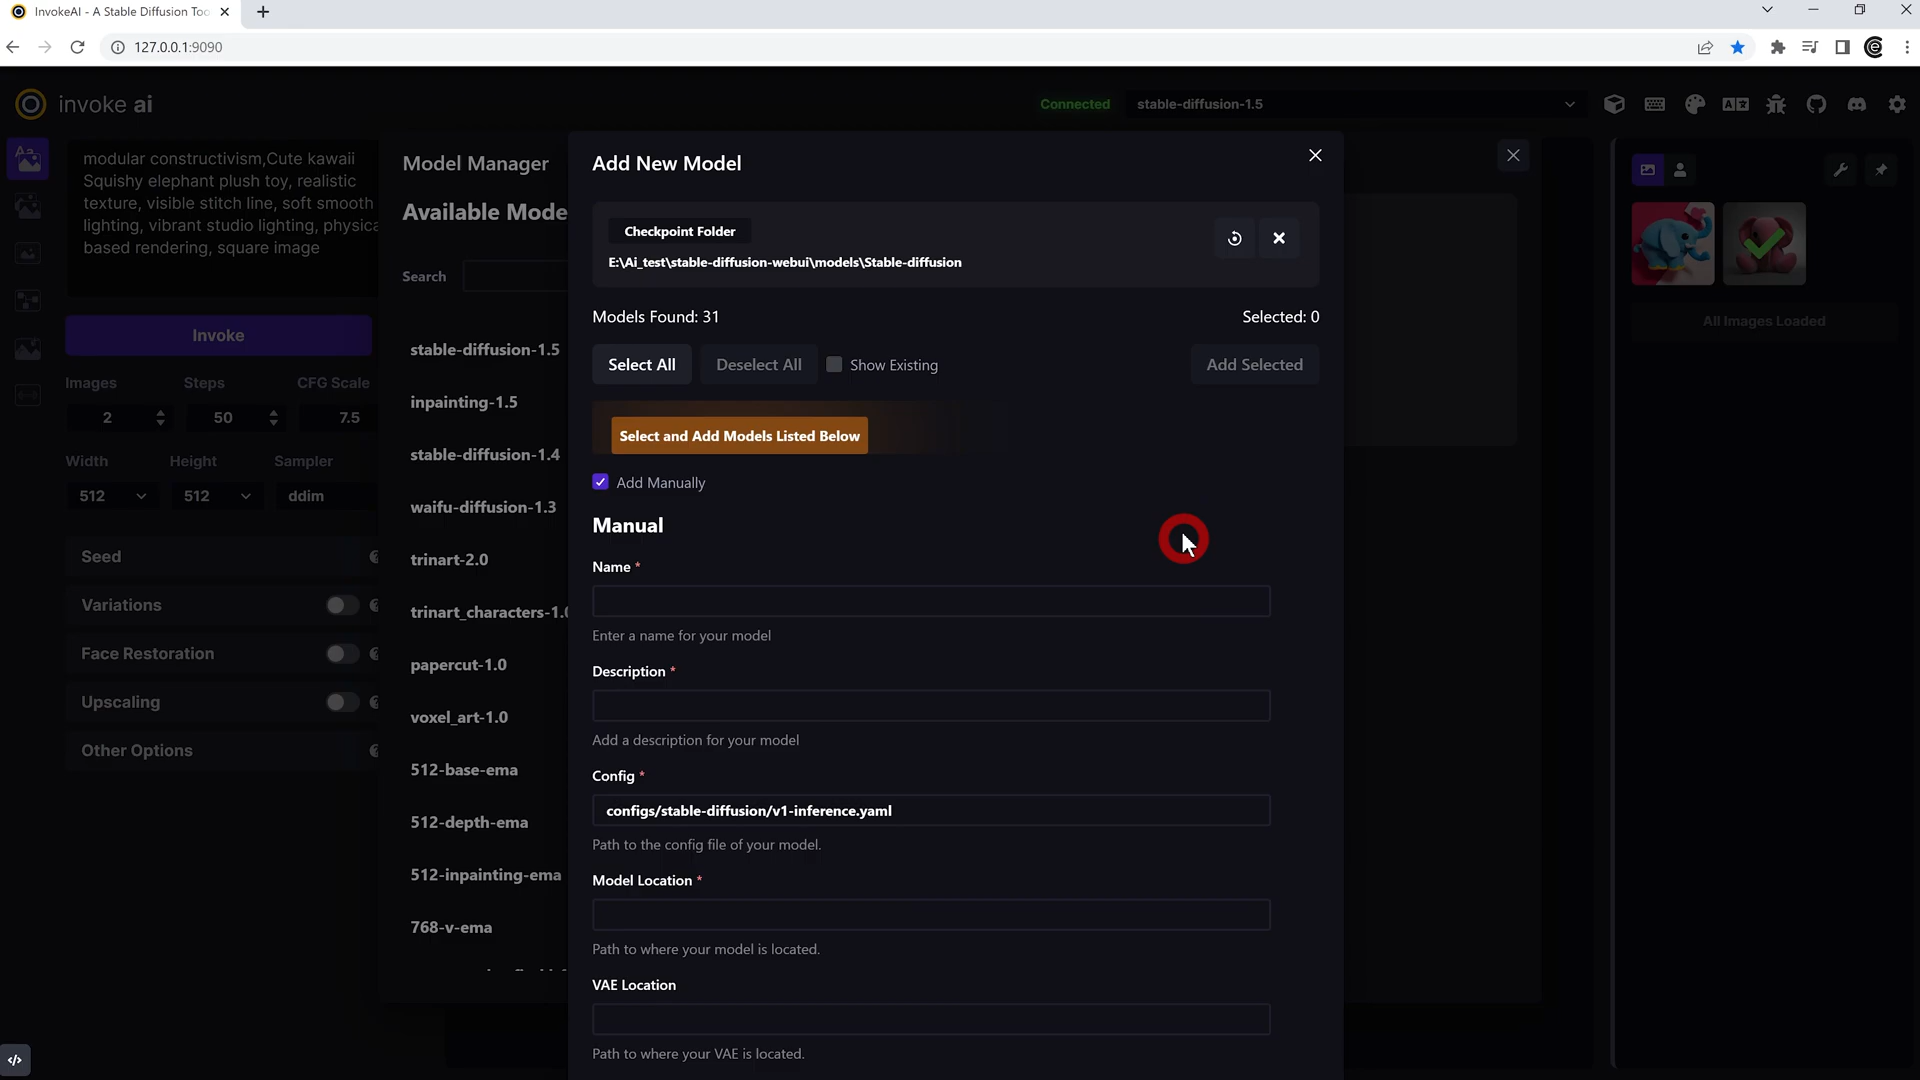 InvokeAI - A Stable Diffusion Too
127.0.0.1:9090
invoke ai
Connected
stable-diffusion-1.5
modular constructivism,Cute kawaii
Squishy elephant plush toy, realistic
texture, visible stitch line, soft smooth
lighting, vibrant studio lighting, physica
based rendering, square image
Invoke
Images
Steps
CFG Scale
2
50
7.5
Width
Height
Sampler
512
512
ddim
Seed
Variations
Face Restoration
Upscaling
Other Options
Model Manager
Available Mode
Search
stable-diffusion-1.5
inpainting-1.5
stable-diffusion-1.4
waifu-diffusion-1.3
trinart-2.0
trinart_characters-1.0
papercut-1.0
voxel_art-1.0
512-base-ema
512-depth-ema
512-inpainting-ema
768-v-ema
Add New Model
Checkpoint Folder
E:\Ai_test\stable-diffusion-webui\models\Stable-diffusion
Models Found: 31
Selected: 0
Select All
Deselect All
Show Existing
Add Selected
Select and Add Models Listed Below
Add Manually
Manual
Name *
Enter a name for your model
Description *
Add a description for your model
Config *
configs/stable-diffusion/v1-inference.yaml
Path to the config file of your model.
Model Location *
Path to where your model is located.
VAE Location
Path to where your VAE is located.
All Images Loaded